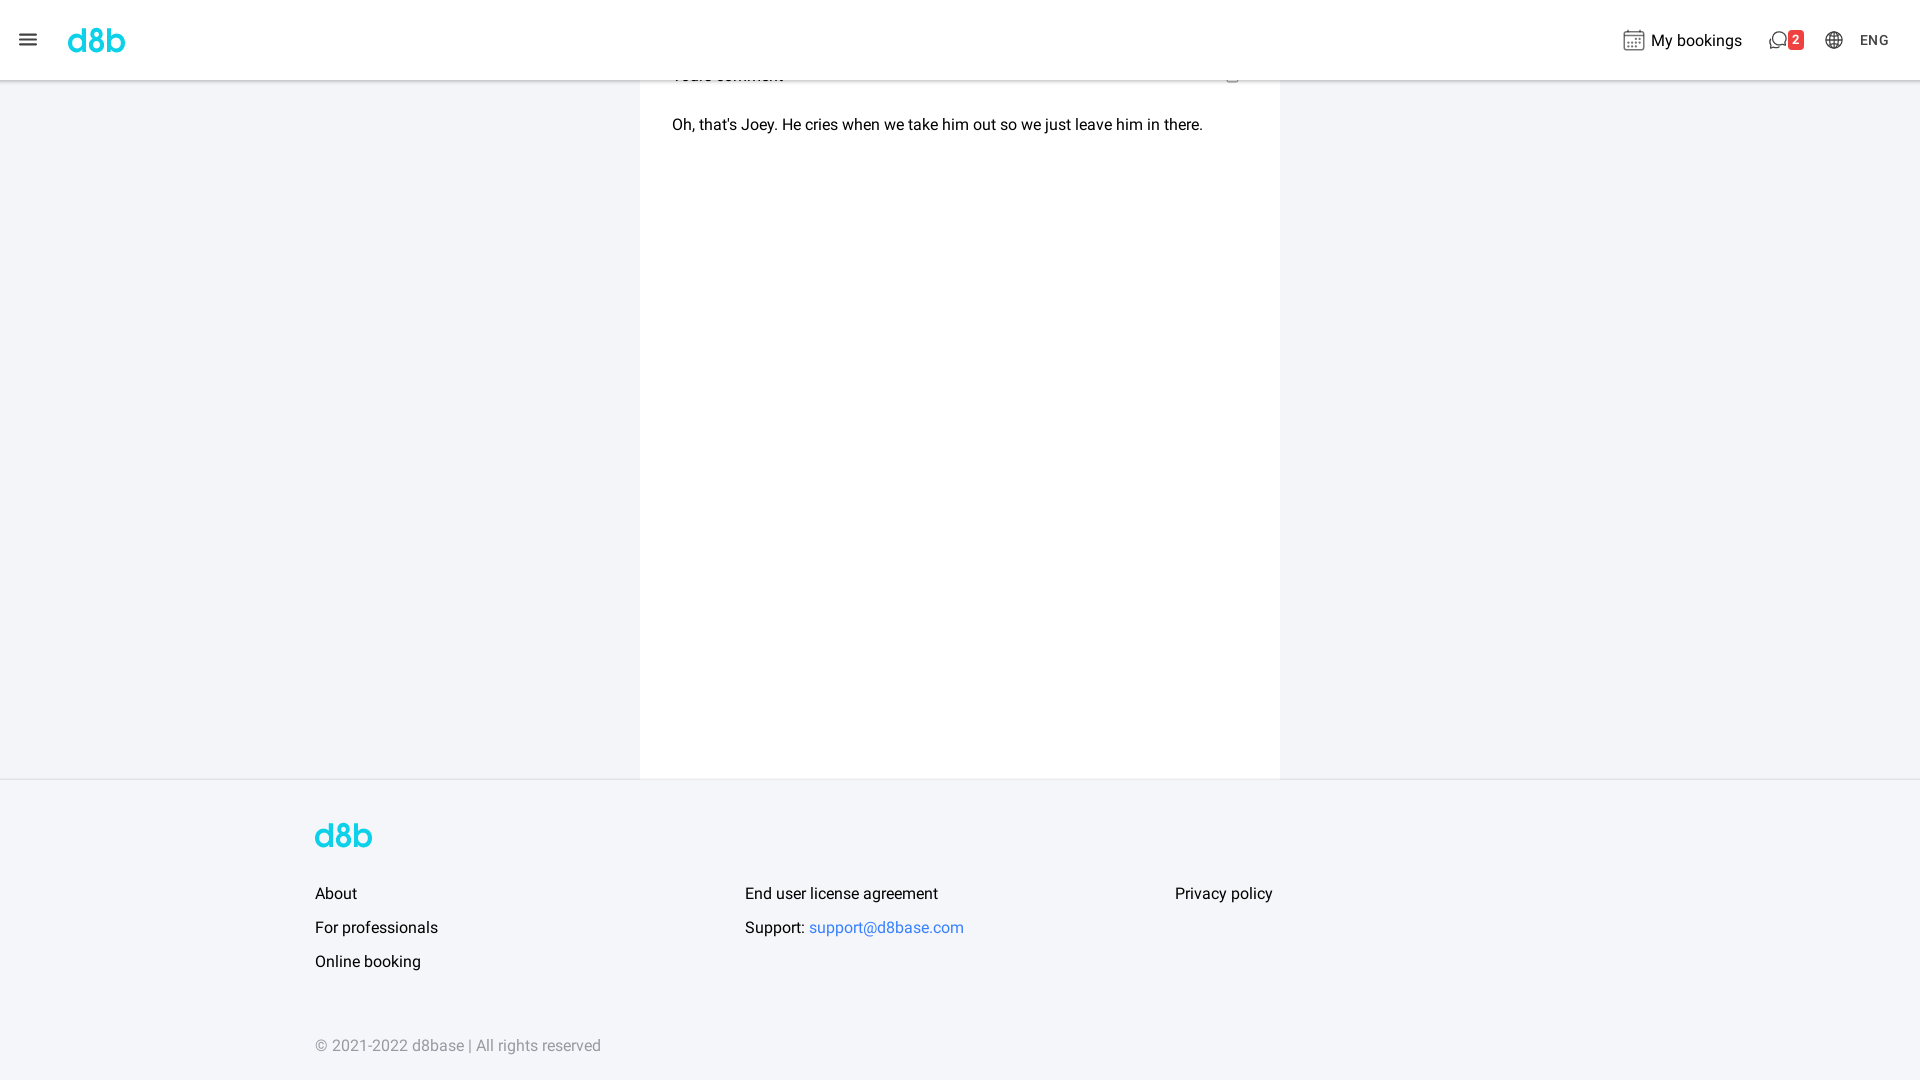 d8b
My bookings
2
ENG
Oh, that's Joey. He cries when we take him out so we just leave him in there.
d8b
About
End user license agreement
Privacy policy
For professionals
Support: support@d8base.com
Online booking
© 2021-2022 d8base | All rights reserved